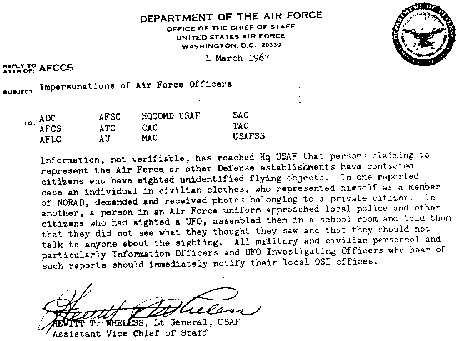 DEPARTMENT OF THE AIR FORCE
OFFICE OF THE CHIEF OF STAFF
UNITED STATES AIR FORCE
WASHINGTON, D.C. 20330
1 March 1967
REPLY TO
ATTN OF: AFCCS
SUBJECT: Impersonations of Air Force Officers
TO: ADC AFSC HQCOMD USAF SAC
AFCS ATC OAC TAC
AFLC AU MAC USAFSS
Information, not verifiable, has reached Hq USAF that persons claiming to
represent the Air Force or other Defense establishments have contacted
citizens who have sighted unidentified flying objects. In one reported
case an individual in civilian clothes, who represented himself as a member
of NORAD, demanded and received photos belonging to a private citizen. In
another, a person in an Air Force uniform approached local police and other
citizens who had sighted a UFO, assembled them in a school room and told them
that they did not see what they thought they saw and that they should not
talk to anyone about the sighting. All military and civilian personnel and
particularly Information Officers and UFO Investigating Officers who hear of
such reports should immediately notify their local OSI offices.
HEWITT T. WHELESS, Lt General, USAF
Assistant Vice Chief of Staff